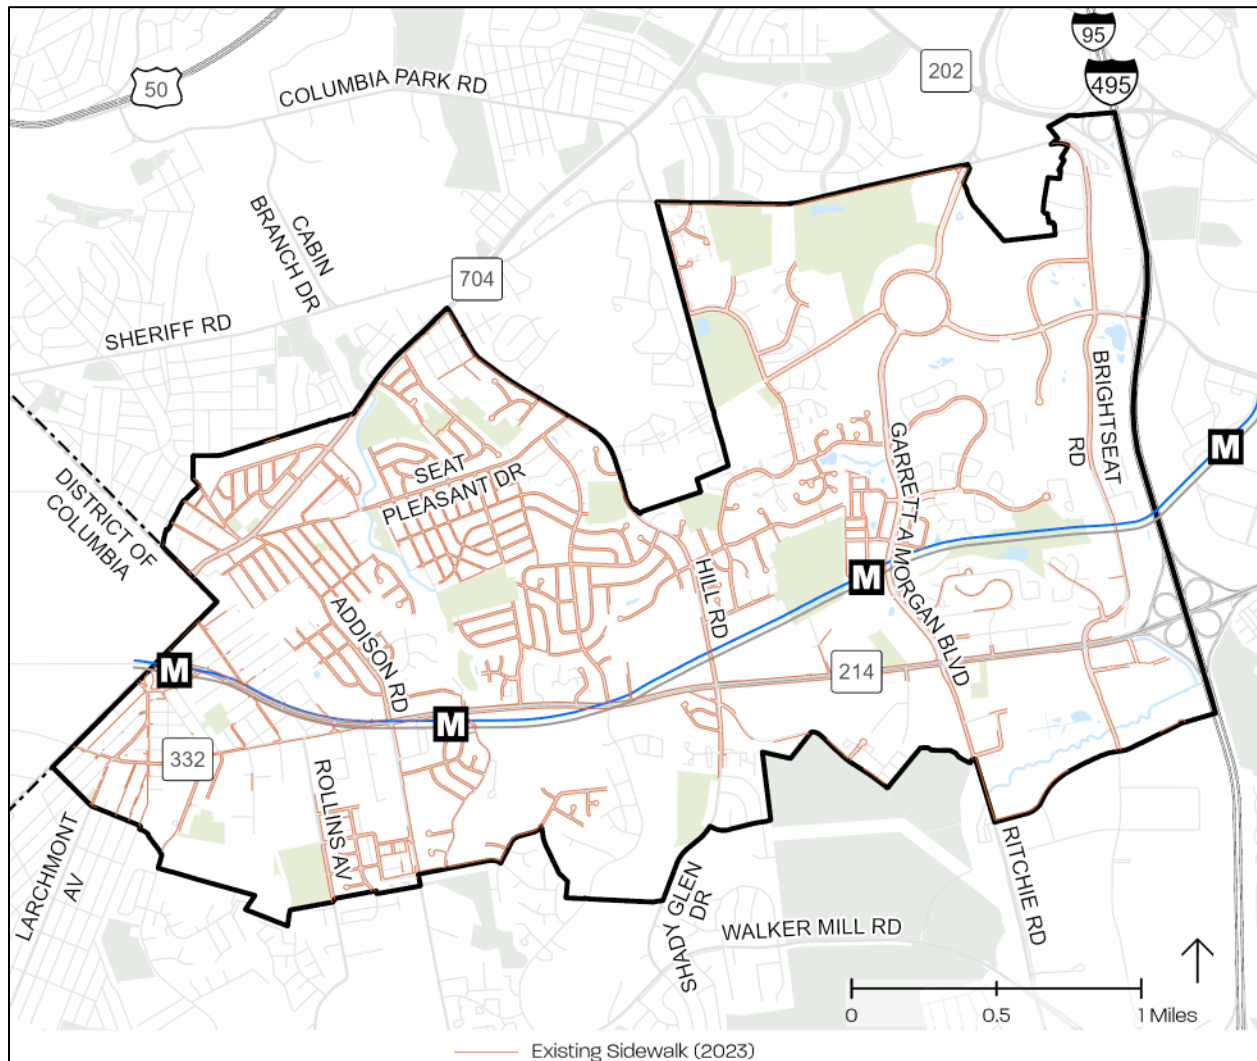 95
495
50
202
COLUMBIA PARK RD
CABIN
BRANCH DR
704
SHERIFF RD
DISTRICT OF
COLUMBIA
SEAT
PLEASANT DR
GARRETT A MORGAN BLVD
BRIGHTSEAT
RD
M
M
M
M
HILL RD
ADDISON RD
214
332
ROLLINS AV
LARCHMONT
AV
SHADY GLEN
DR
RITCHIE RD
WALKER MILL RD
0 0.5 1 Miles
Existing Sidewalk (2023)